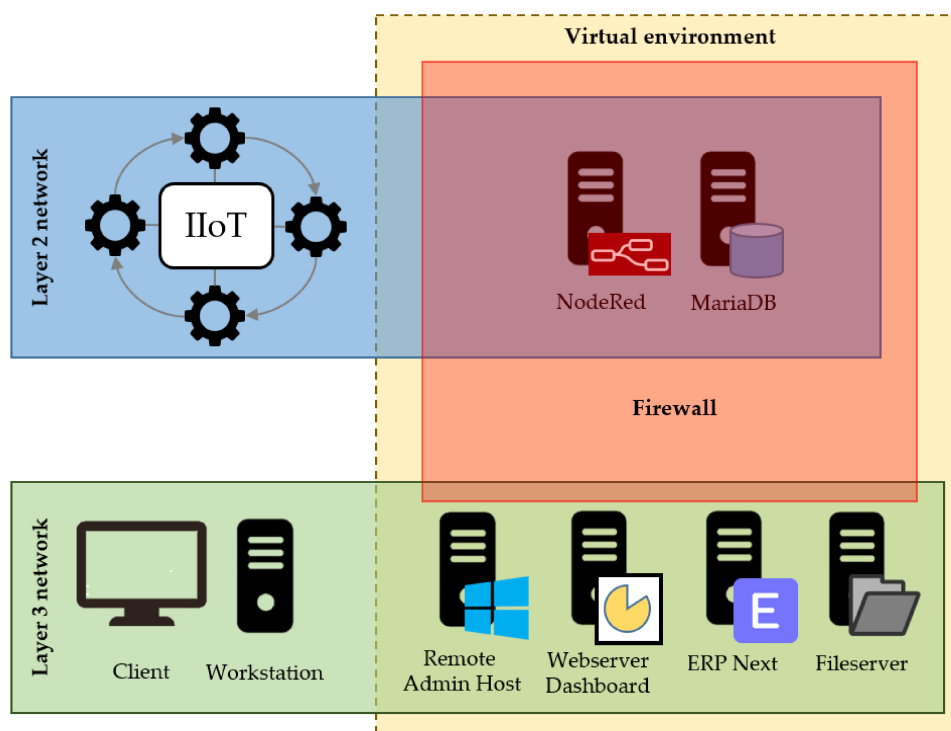 Virtual environment
Layer 2 network
IIoT
NodeRed
MariaDB
Firewall
Layer 3 network
Client
Workstation
Remote
Admin Host
Webserver
Dashboard
E
ERP Next
Fileserver